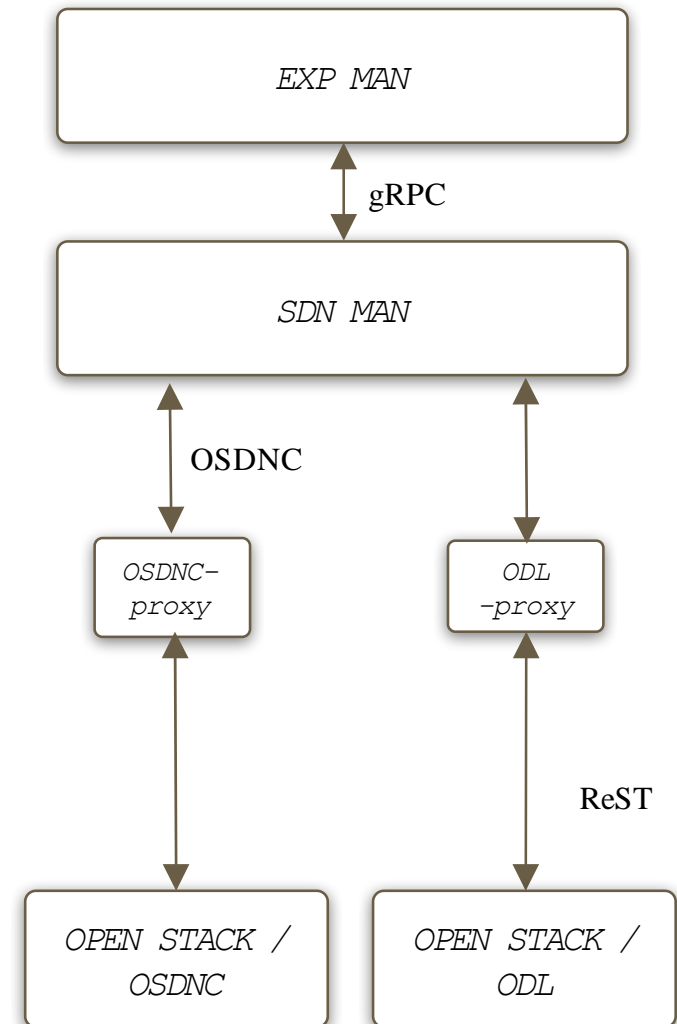 EXP MAN
gRPC
SDN MAN
OSDNC
OSDNC-
proxy
ODL
-proxy
ReST
OPEN STACK /
OSDNC
OPEN STACK /
ODL